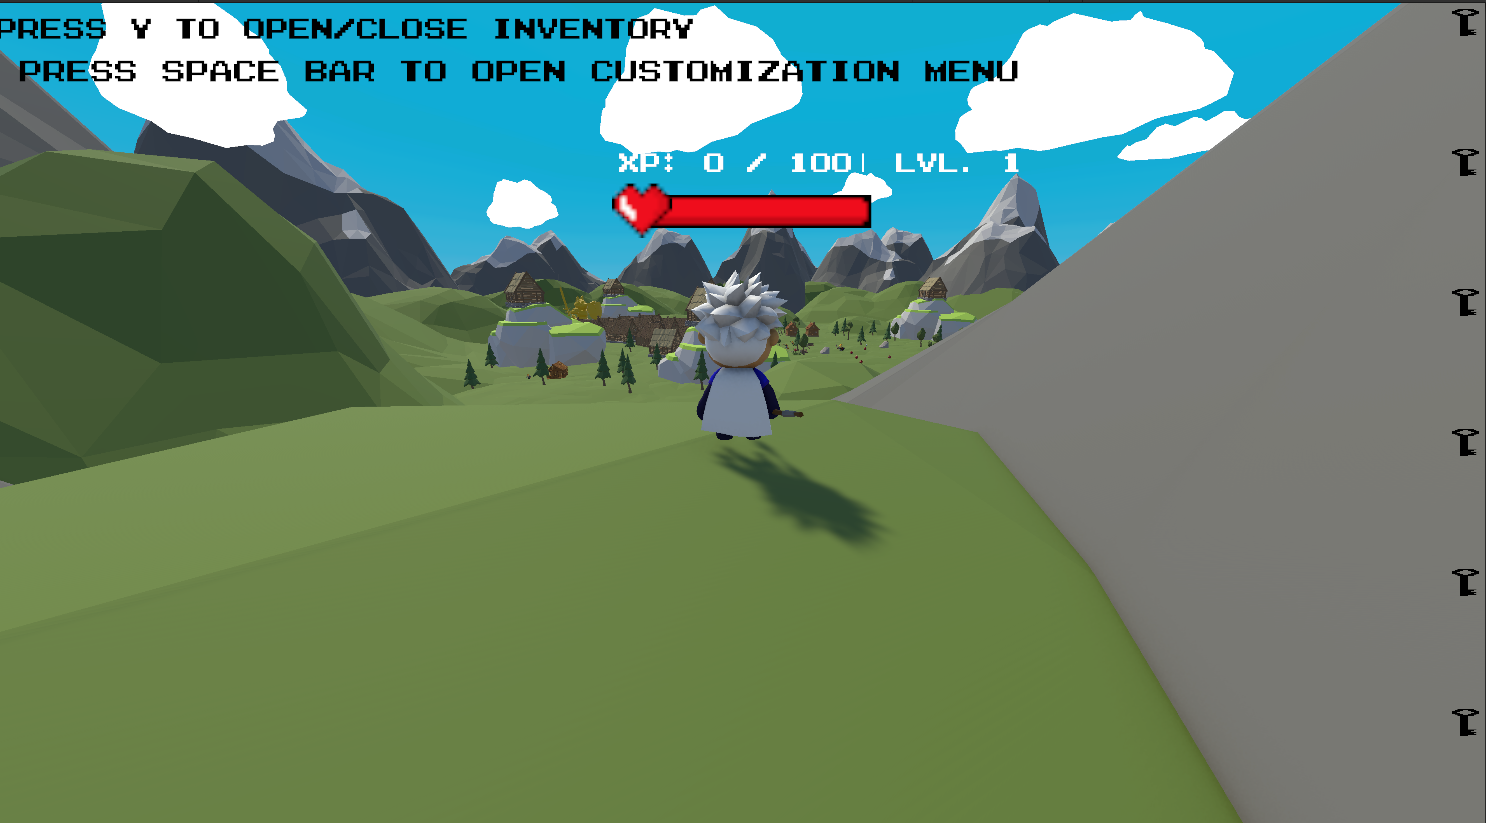 PRESS Y TO OPEN/CLOSE INVENTORY
PRESS SPACE BAR TO OPEN CUSTOMIZATION MENU
XP: 0 / 100| LVL. 1